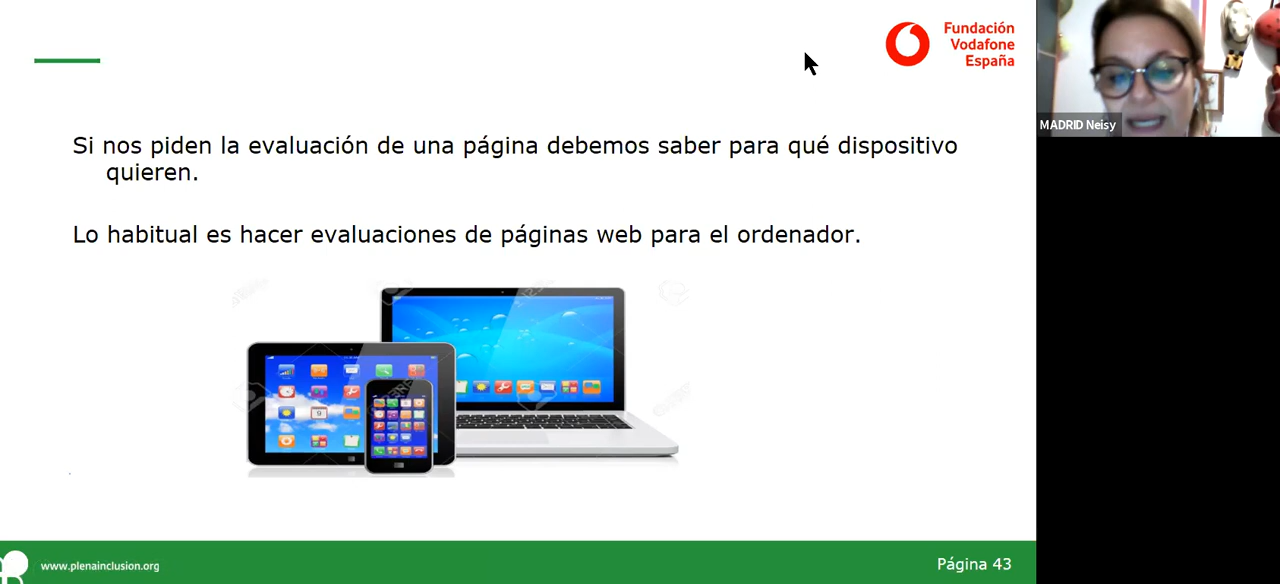 Fundación
Vodafone
España
MADRID Neisy
Si nos piden la evaluación de una página debemos saber para qué dispositivo
quieren.
Lo habitual es hacer evaluaciones de páginas web para el ordenador.
9
www.plenainclusion.org
Página 43